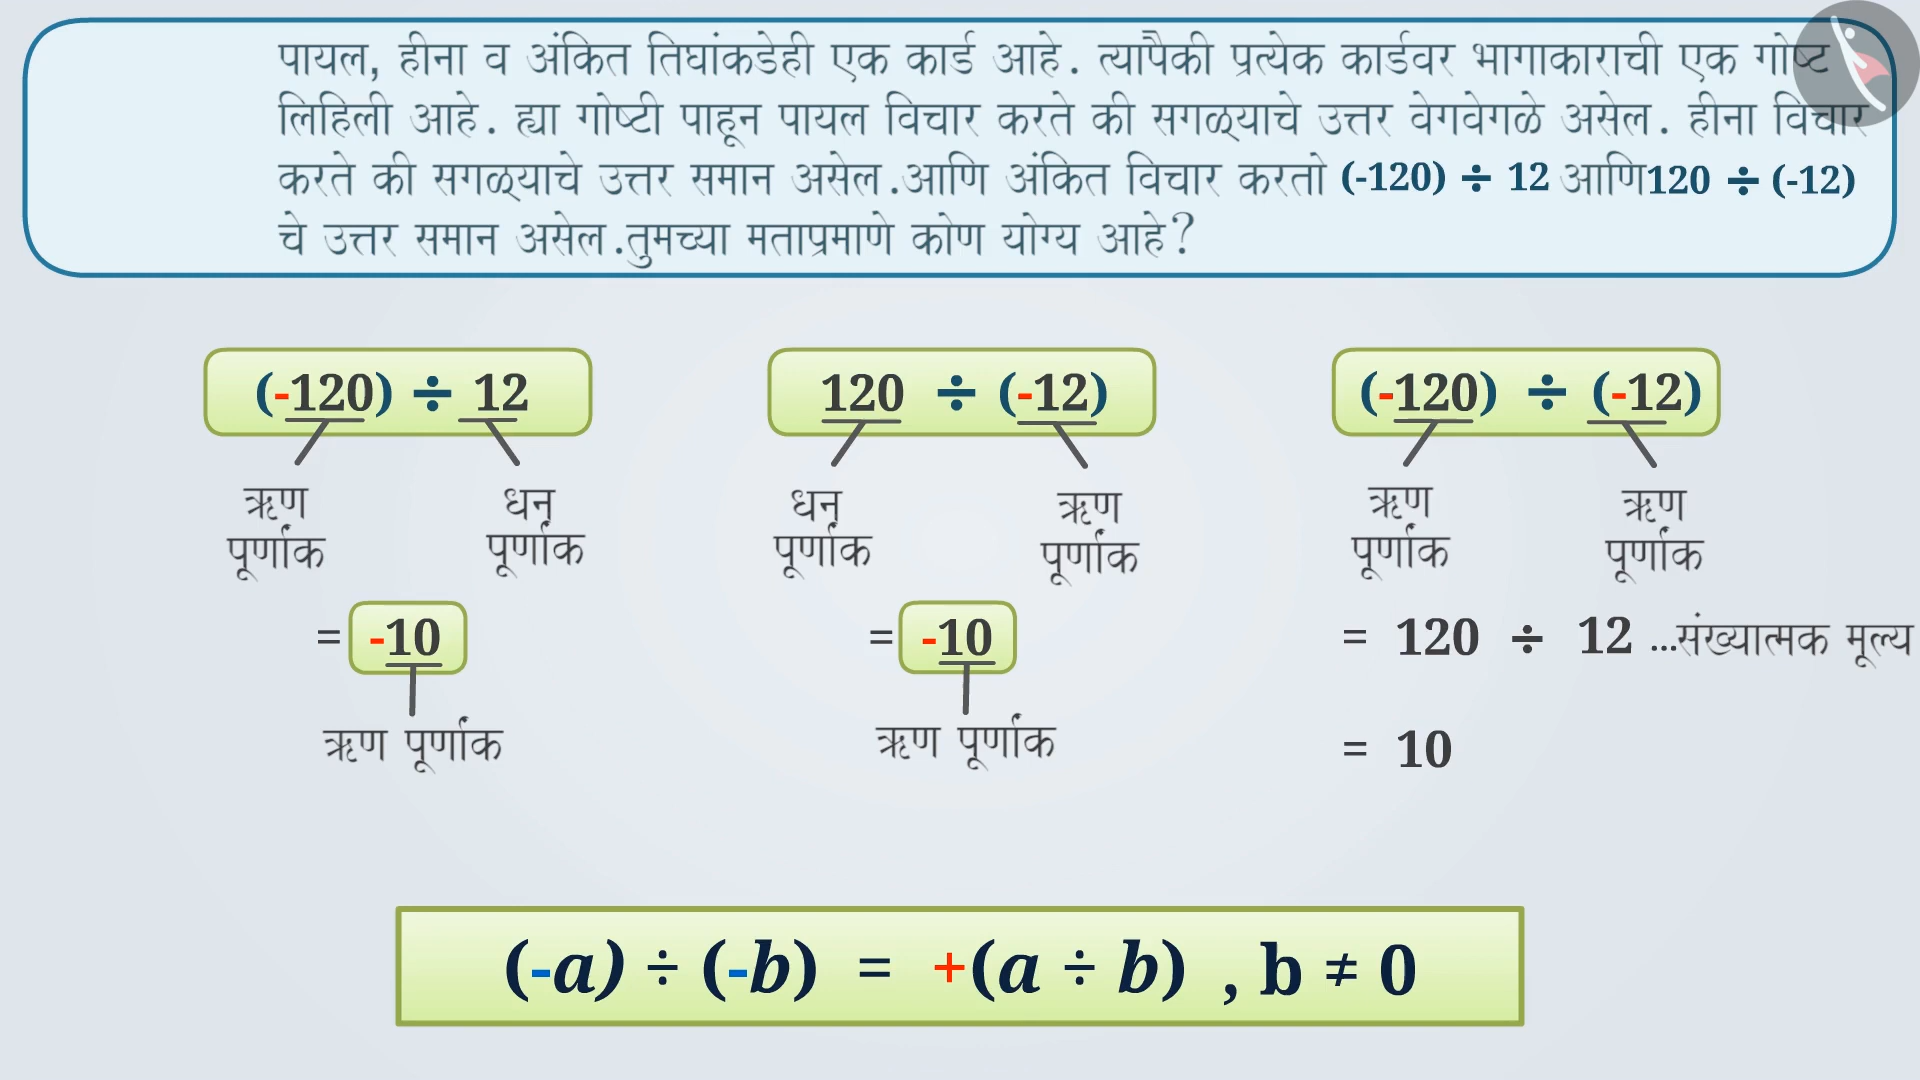 पायल, हीना व अंकित तिघांकडेही एक कार्ड आहे. त्यापैकी प्रत्येक कार्डवर भागाकाराची एक गोष्ट
लिहिली आहे. ह्या गोष्टी पाहून पायल विचार करते की सगळ्याचे उत्तर वेगवेगळे असेल. हीना विचार
करते की सगळ्याचे उत्तर समान असेल.आणि अंकित विचार करतो (-120) ÷ 12 आणि 120 ÷ (-12)
चे उत्तर समान असेल.तुमच्या मताप्रमाणे कोण योग्य आहे?
(-120) ÷ 12
120 ÷ (-12)
(-120) ÷ (-12)
ऋण पूर्णांक
धन पूर्णांक
धन पूर्णांक
ऋण पूर्णांक
ऋण पूर्णांक
ऋण पूर्णांक
= -10
= -10
= 120 ÷ 12 ...संख्यात्मक मूल्य
ऋण पूर्णांक
ऋण पूर्णांक
= 10
(-a) ÷ (-b) = +(a ÷ b) , b ≠ 0